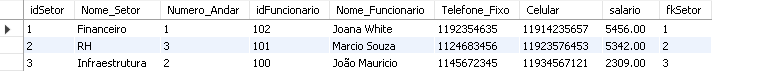 idSetor Nome_Setor Numero_Andar idFuncionario Nome_Funcionario Telefone_Fixo Celular salario fkSetor
1 Financeiro 1 102 Joana White 1192354635 11914235657 5456.00 1
2 RH 3 101 Marcio Souza 1124683456 11923576453 5342.00 2
3 Infraestrutura 2 100 João Mauricio 1145672345 11934567121 2309.00 3